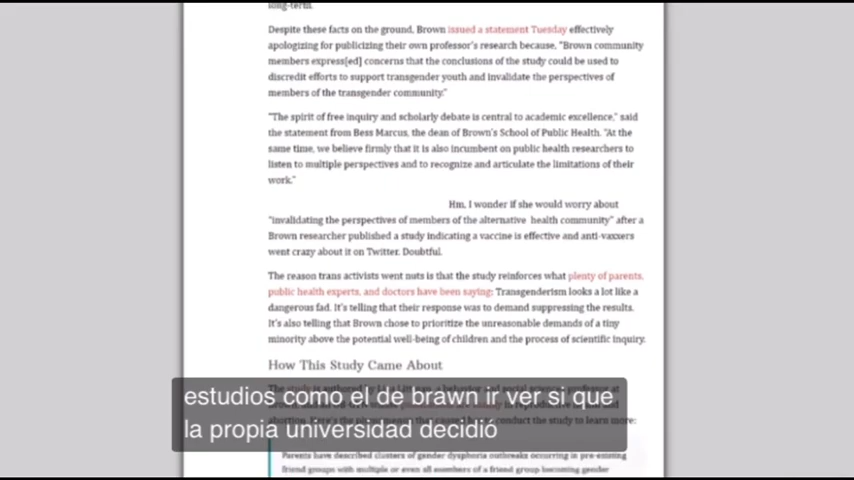 long-term.
Despite these facts on the ground, Brown issued a statement Tuesday effectively
apologizing for publicizing their own professor's research because, "Brown community
members express[ed] concerns that the conclusions of the study could be used to
discredit efforts to support transgender youth and invalidate the perspectives of
members of the transgender community."
"The spirit of free inquiry and scholarly debate is central to academic excellence," said
the statement from Bess Marcus, the dean of Brown's School of Public Health. "At the
same time, we believe firmly that it is also incumbent on public health researchers to
listen to multiple perspectives and to recognize and articulate the limitations of their
work."
Hm, I wonder if she would worry about
"invalidating the perspectives of members of the alternative health community" after a
Brown researcher published a study indicating a vaccine is effective and anti-vaxxers
went crazy about it on Twitter. Doubtful.
The reason trans activists went nuts is that the study reinforces what plenty of parents,
public health experts, and doctors have been saying: Transgenderism looks a lot like a
dangerous fad. It's telling that their response was to demand suppressing the results.
It's also telling that Brown chose to prioritize the unreasonable demands of a tiny
minority above the potential well-being of children and the process of scientific inquiry.
How This Study Came About
estudios como el de brawn ir ver si que
la propia universidad decidió
conduct the study to learn more:
Parents have described clusters of gender dysphoria outbreaks occurring in pre-existing
friend groups with multiple or even all members of a friend group becoming gender